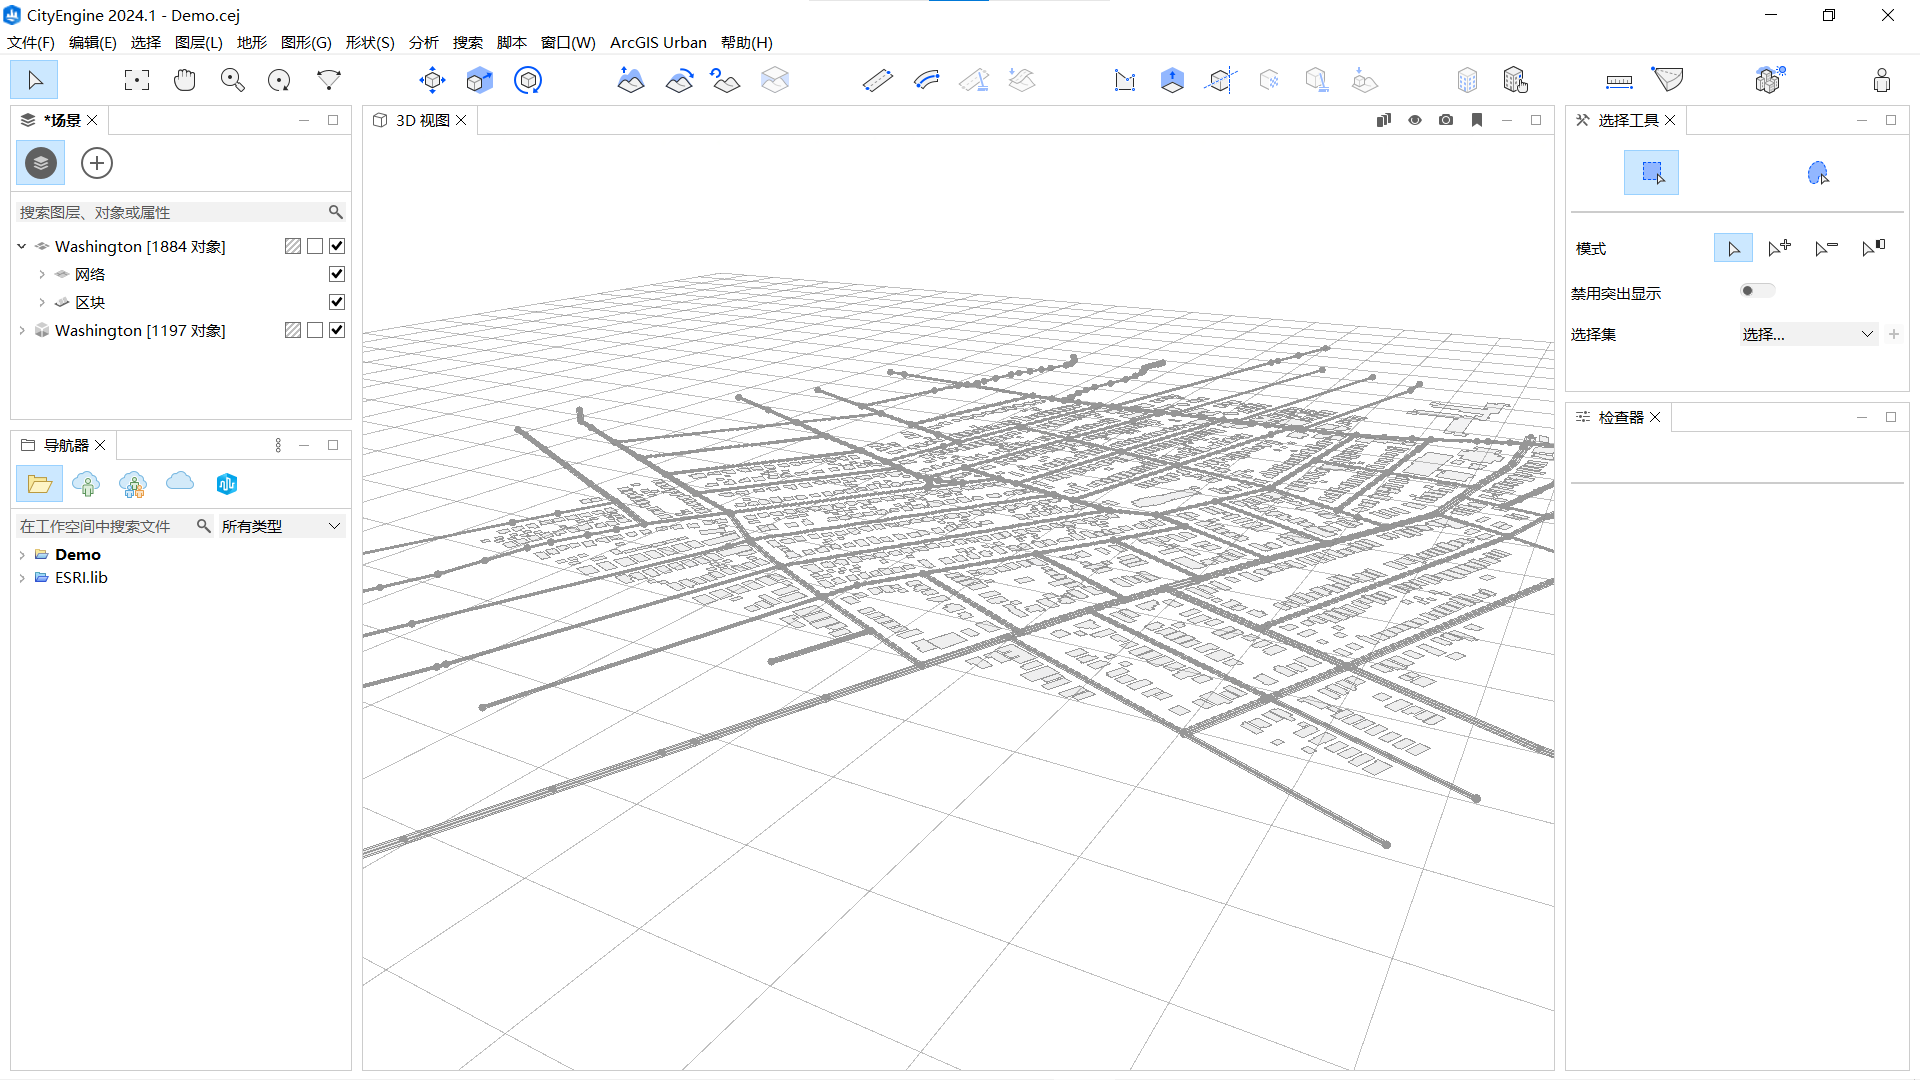 CityEngine 2024.1 - Demo.cej
文件(F) 编辑(E) 选择 图层(L) 地形 图形(G) 形状(S) 分析 搜索 脚本 窗口(W) ArcGIS Urban 帮助(H)
*场景
搜索图层、对象或属性
Washington [1884 对象]
网络
区块
Washington [1197 对象]
导航器
在工作空间中搜索文件 所有类型
Demo
ESRI.lib
3D 视图
选择工具
模式
禁用突出显示
选择集 选择...
检查器